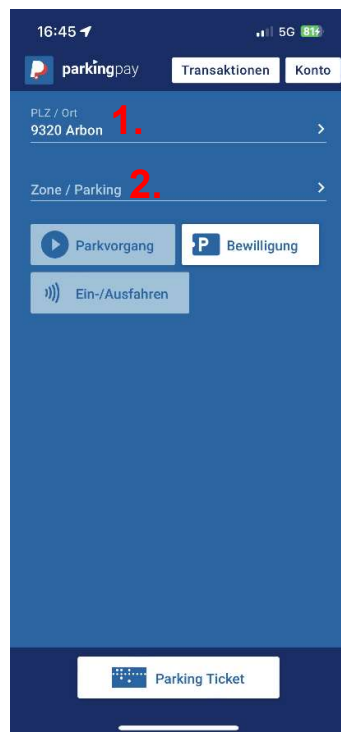 16:45 5G 81
parkingpay Transaktionen Konto
PLZ / Ort
9320 Arbon 1.
Zone / Parking 2.
Parkvorgang P Bewilligung
Ein-/Ausfahren
Parking Ticket